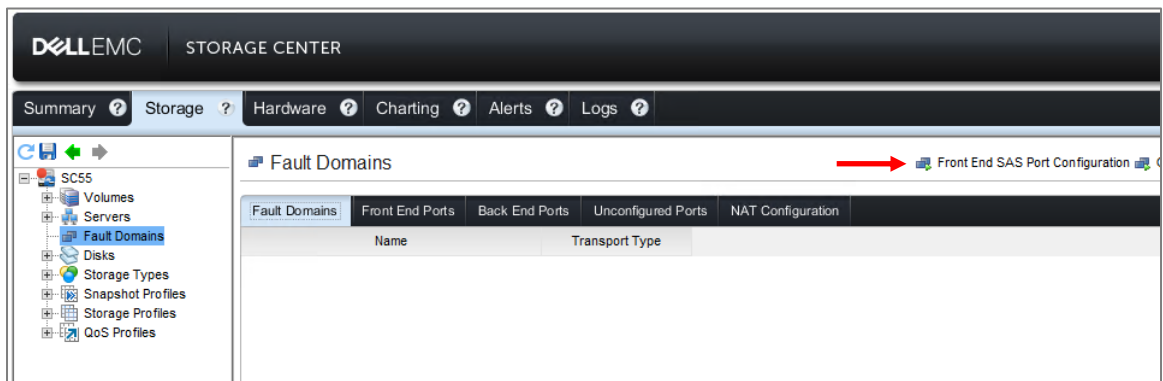 DELLEMC STORAGE CENTER
Summary ? Storage ? Hardware ? Charting ? Alerts ? Logs ?
Fault Domains
Front End SAS Port Configuration
SC55
Volumes
Servers
Fault Domains
Disks
Storage Types
Snapshot Profiles
Storage Profiles
QoS Profiles
Fault Domains Front End Ports Back End Ports Unconfigured Ports NAT Configuration
Name Transport Type